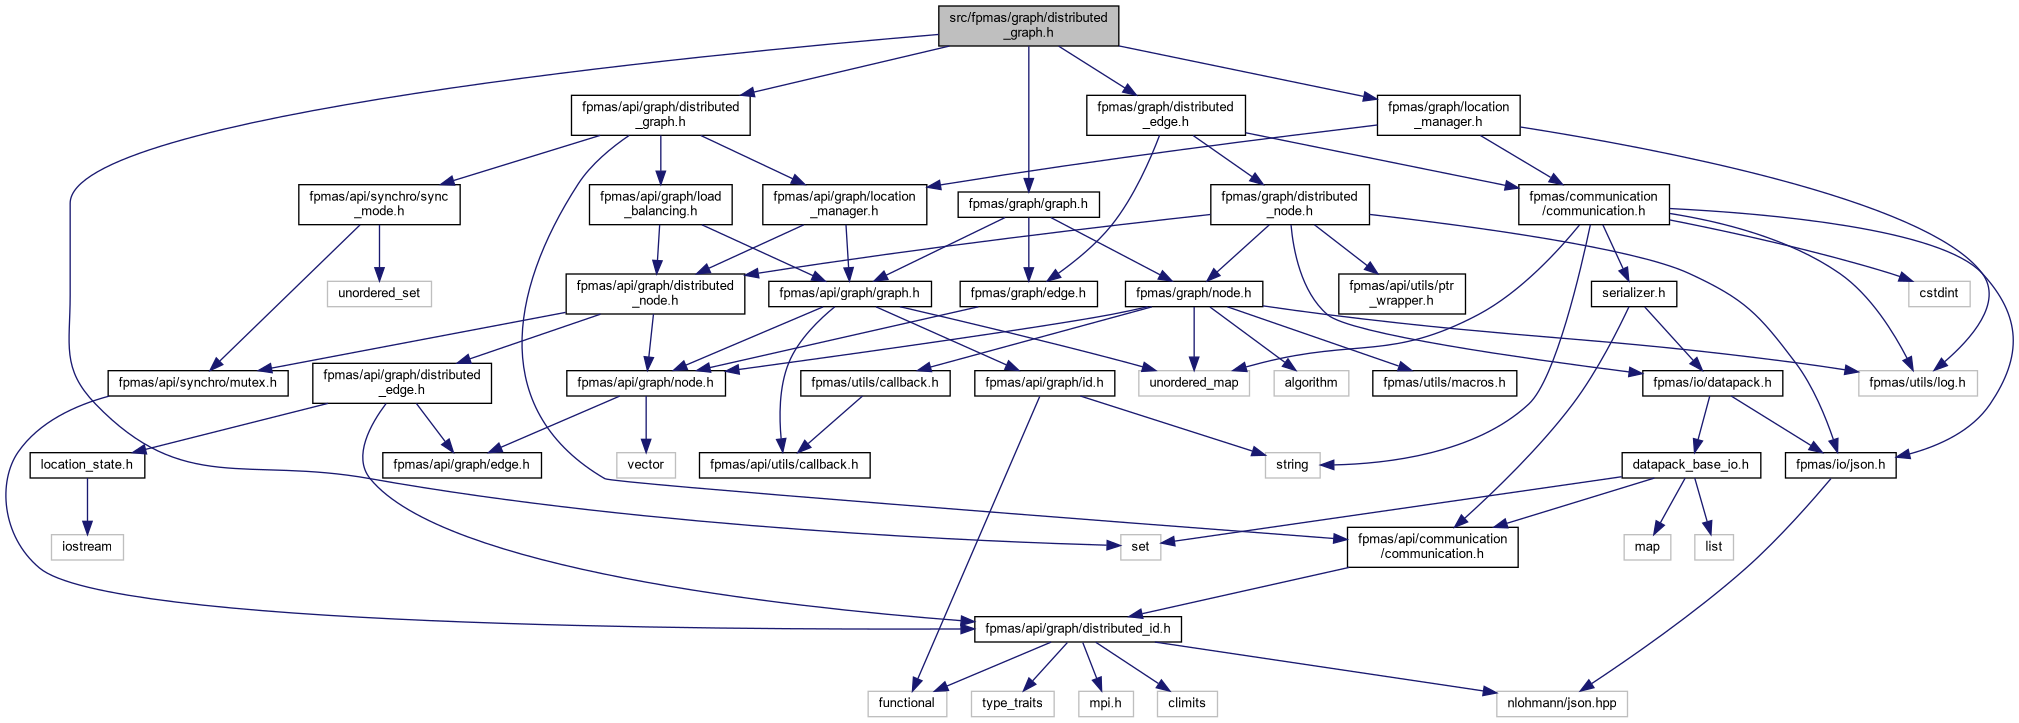 src/fpmas/graph/distributed
_graph.h
fpmas/api/graph/distributed
_graph.h
fpmas/graph/distributed
_edge.h
fpmas/graph/location
_manager.h
fpmas/api/synchro/sync
_mode.h
fpmas/api/graph/load
_balancing.h
fpmas/api/graph/location
_manager.h
fpmas/graph/graph.h
fpmas/graph/distributed
_node.h
fpmas/communication
/communication.h
unordered_set
fpmas/api/graph/distributed
_node.h
fpmas/api/graph/graph.h
fpmas/graph/edge.h
fpmas/graph/node.h
fpmas/api/utils/ptr
_wrapper.h
serializer.h
cstdint
fpmas/api/synchro/mutex.h
fpmas/api/graph/distributed
_edge.h
fpmas/api/graph/node.h
fpmas/utils/callback.h
fpmas/api/graph/id.h
unordered_map
algorithm
fpmas/utils/macros.h
fpmas/io/datapack.h
fpmas/utils/log.h
location_state.h
fpmas/api/graph/edge.h
vector
fpmas/api/utils/callback.h
string
datapack_base_io.h
fpmas/io/json.h
iostream
set
fpmas/api/communication
/communication.h
map
list
fpmas/api/graph/distributed_id.h
functional
type_traits
mpi.h
climits
nlohmann/json.hpp